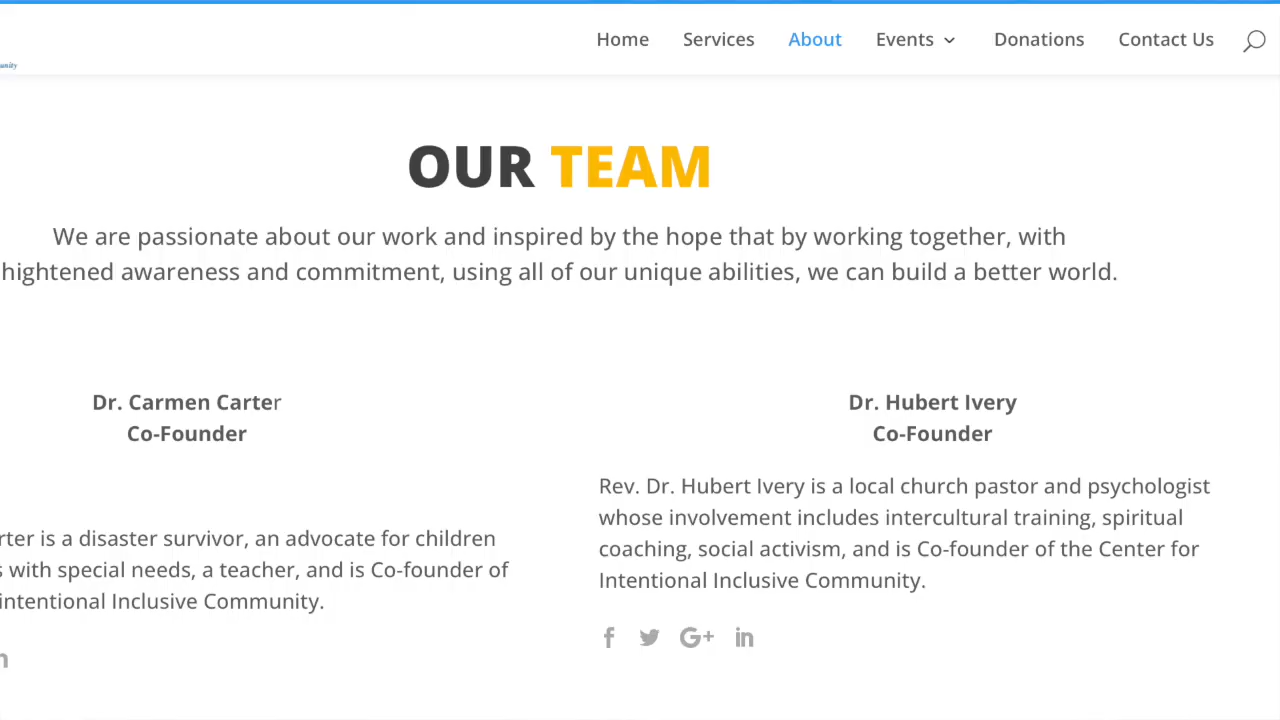 Home Services About Events Donations Contact Us
unity
OUR TEAM
We are passionate about our work and inspired by the hope that by working together, with
hightened awareness and commitment, using all of our unique abilities, we can build a better world.
Dr. Carmen Carter
Co-Founder
rter is a disaster survivor, an advocate for children
s with special needs, a teacher, and is Co-founder of
intentional Inclusive Community.
in
Dr. Hubert Ivery
Co-Founder
Rev. Dr. Hubert Ivery is a local church pastor and psychologist
whose involvement includes intercultural training, spiritual
coaching, social activism, and is Co-founder of the Center for
Intentional Inclusive Community.
f G+ in